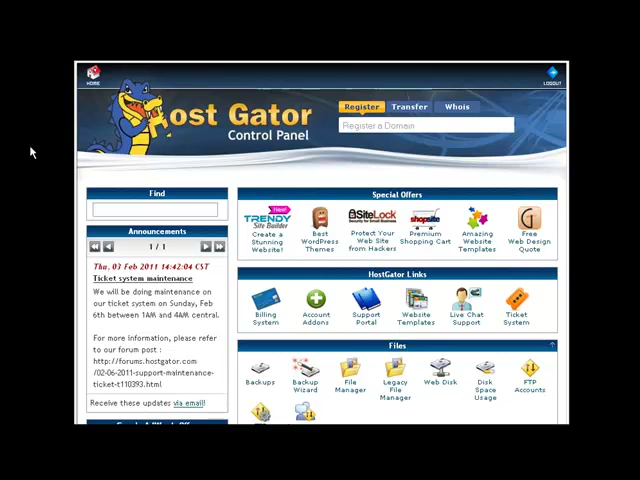 HOME
LOGOUT
Host Gator
Control Panel
Register Transfer Whois
Register a Domain
Find
Announcements
1 / 1
Thu, 03 Feb 2011 14:42:04 CST
Ticket system maintenance
We will be doing maintenance on
our ticket system on Sunday, Feb
6th between 1AM and 4AM central.
For more information, please refer
to our forum post :
http://forums.hostgator.com
/02-06-2011-support-maintenance-
ticket-t110393.html
Receive these updates via email!
Special Offers
New!
TRENDY
Site Builder
Create a
Stunning
Website!
Best
WordPress
Themes
SiteLock
Protect Your
Web Site
from Hackers
shopsite
Premium
Shopping Cart
Amazing
Website
Templates
Free
Web Design
Quote
HostGator Links
Billing
System
Account
Addons
Support
Portal
Website
Templates
Live Chat
Support
Ticket
System
Files
Backups
Backup
Wizard
File
Manager
Legacy
File
Manager
Web Disk
Disk
Space
Usage
FTP
Accounts